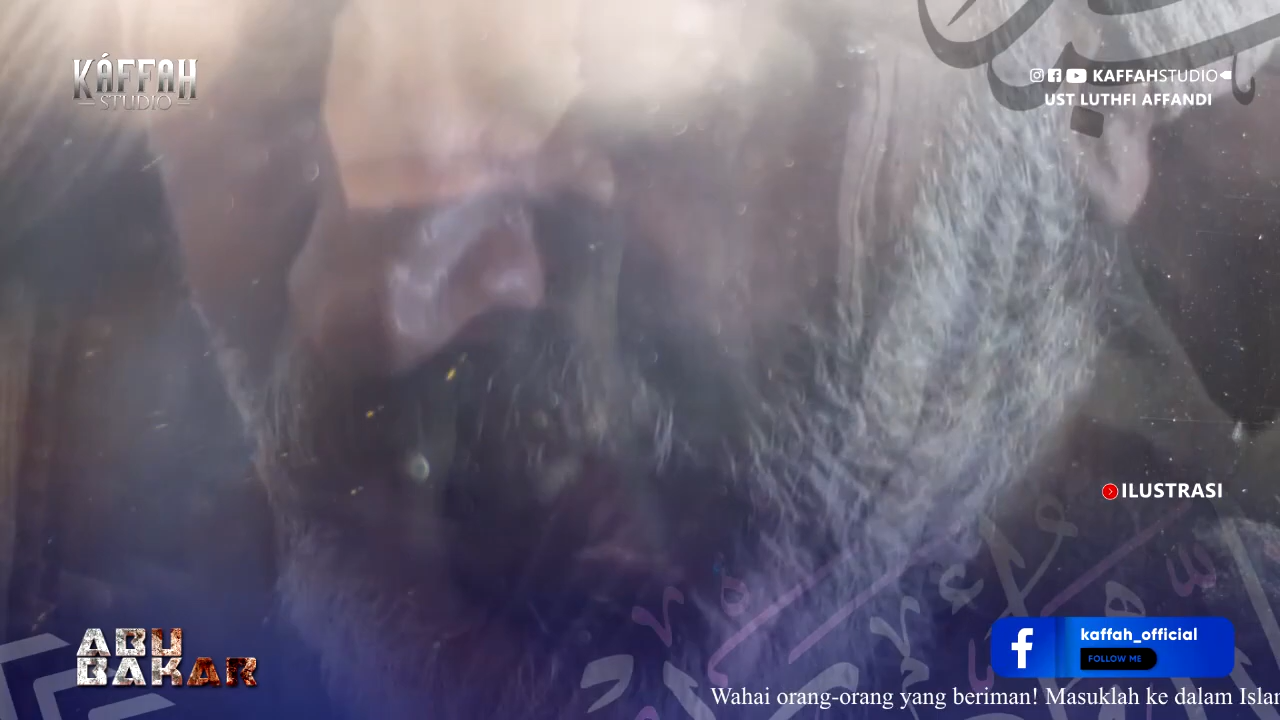 KÁFFAH
STUDIO
KAFFAHSTUDIO
UST LUTHFI AFFANDI
ILUSTRASI
ABU
BAKAR
kaffah_official
FOLLOW ME
Wahai orang-orang yang beriman! Masuklah ke dalam